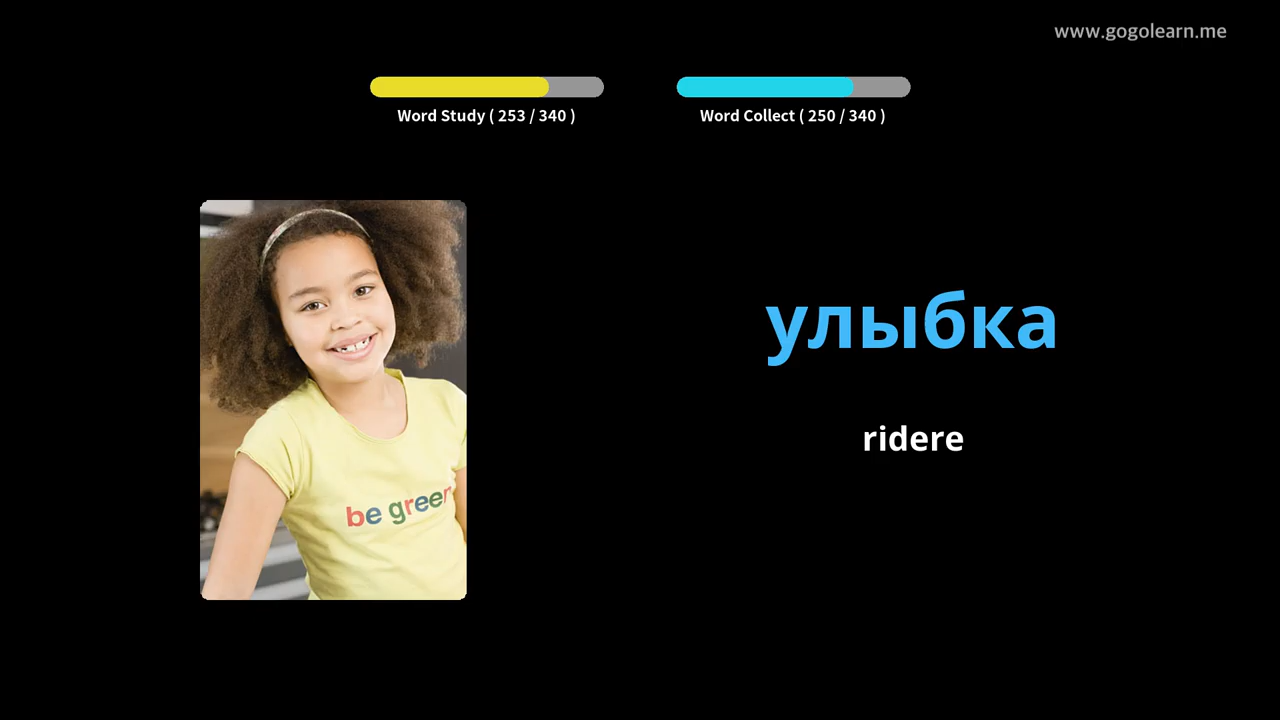 www.gogolearn.me
Word Study ( 253 / 340 )
Word Collect ( 250 / 340 )
улыбка
ridere
be green